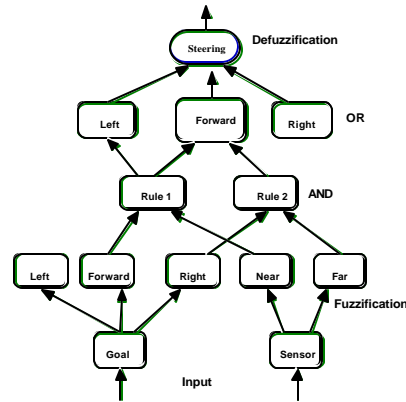 Defuzzification
Steering
Left
Forward
Right
OR
Rule 1
Rule 2
AND
Left
Forward
Right
Near
Far
Fuzzification
Goal
Sensor
Input